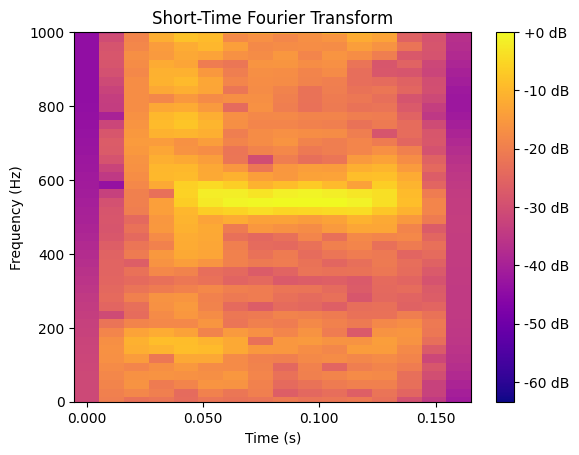 Short-Time Fourier Transform
1000
800
600
400
200
0
Frequency (Hz)
0.000
0.050
0.100
0.150
Time (s)
+0 dB
-10 dB
-20 dB
-30 dB
-40 dB
-50 dB
-60 dB